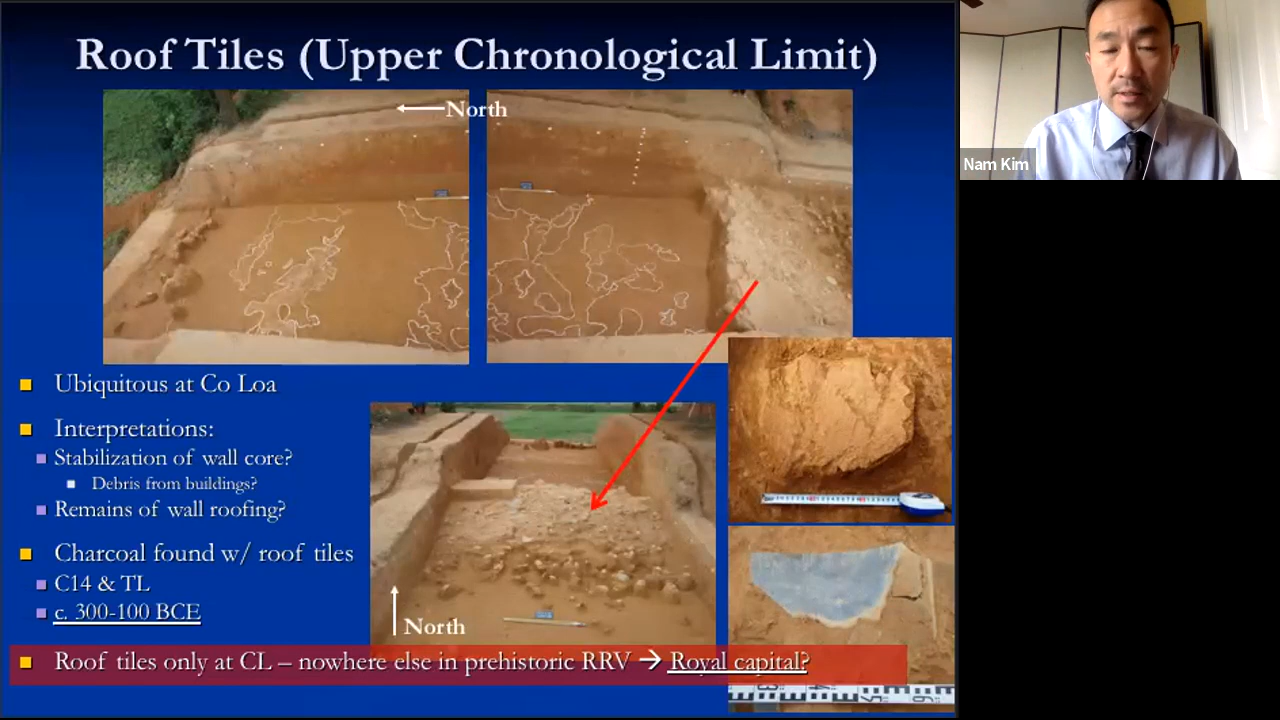 Roof Tiles (Upper Chronological Limit)
North
Nam Kim
Ubiquitous at Co Loa
Interpretations:
Stabilization of wall core?
Debris from buildings?
Remains of wall roofing?
Charcoal found w/ roof tiles
C14 & TL
c. 300-100 BCE
North
Roof tiles only at CL – nowhere else in prehistoric RRV → Royal capital?